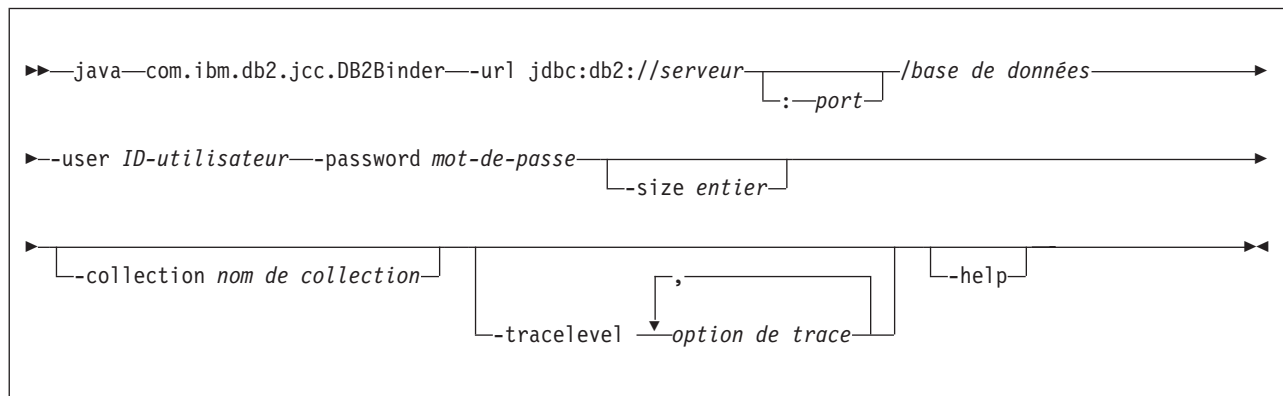 java com.ibm.db2.jcc.DB2Binder -url jdbc:db2://serveur /base de données
: port
-user ID-utilisateur -password mot-de-passe
-size entier
-collection nom de collection
,
-help
-tracelevel option de trace